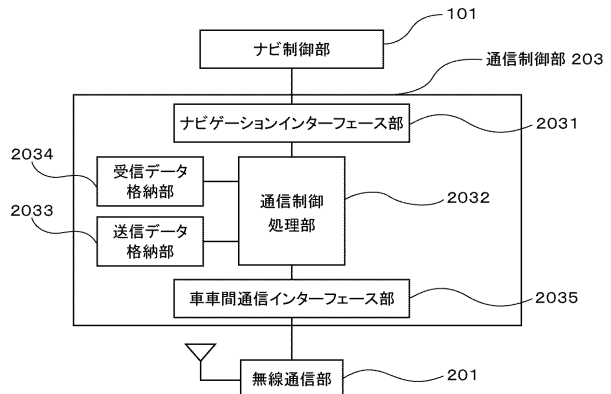 101
ナビ制御部
通信制御部 203
ナビゲーションインターフェース部
2031
2034
受信データ
格納部
通信制御
処理部
2032
2033
送信データ
格納部
車車間通信インターフェース部
2035
無線通信部
201